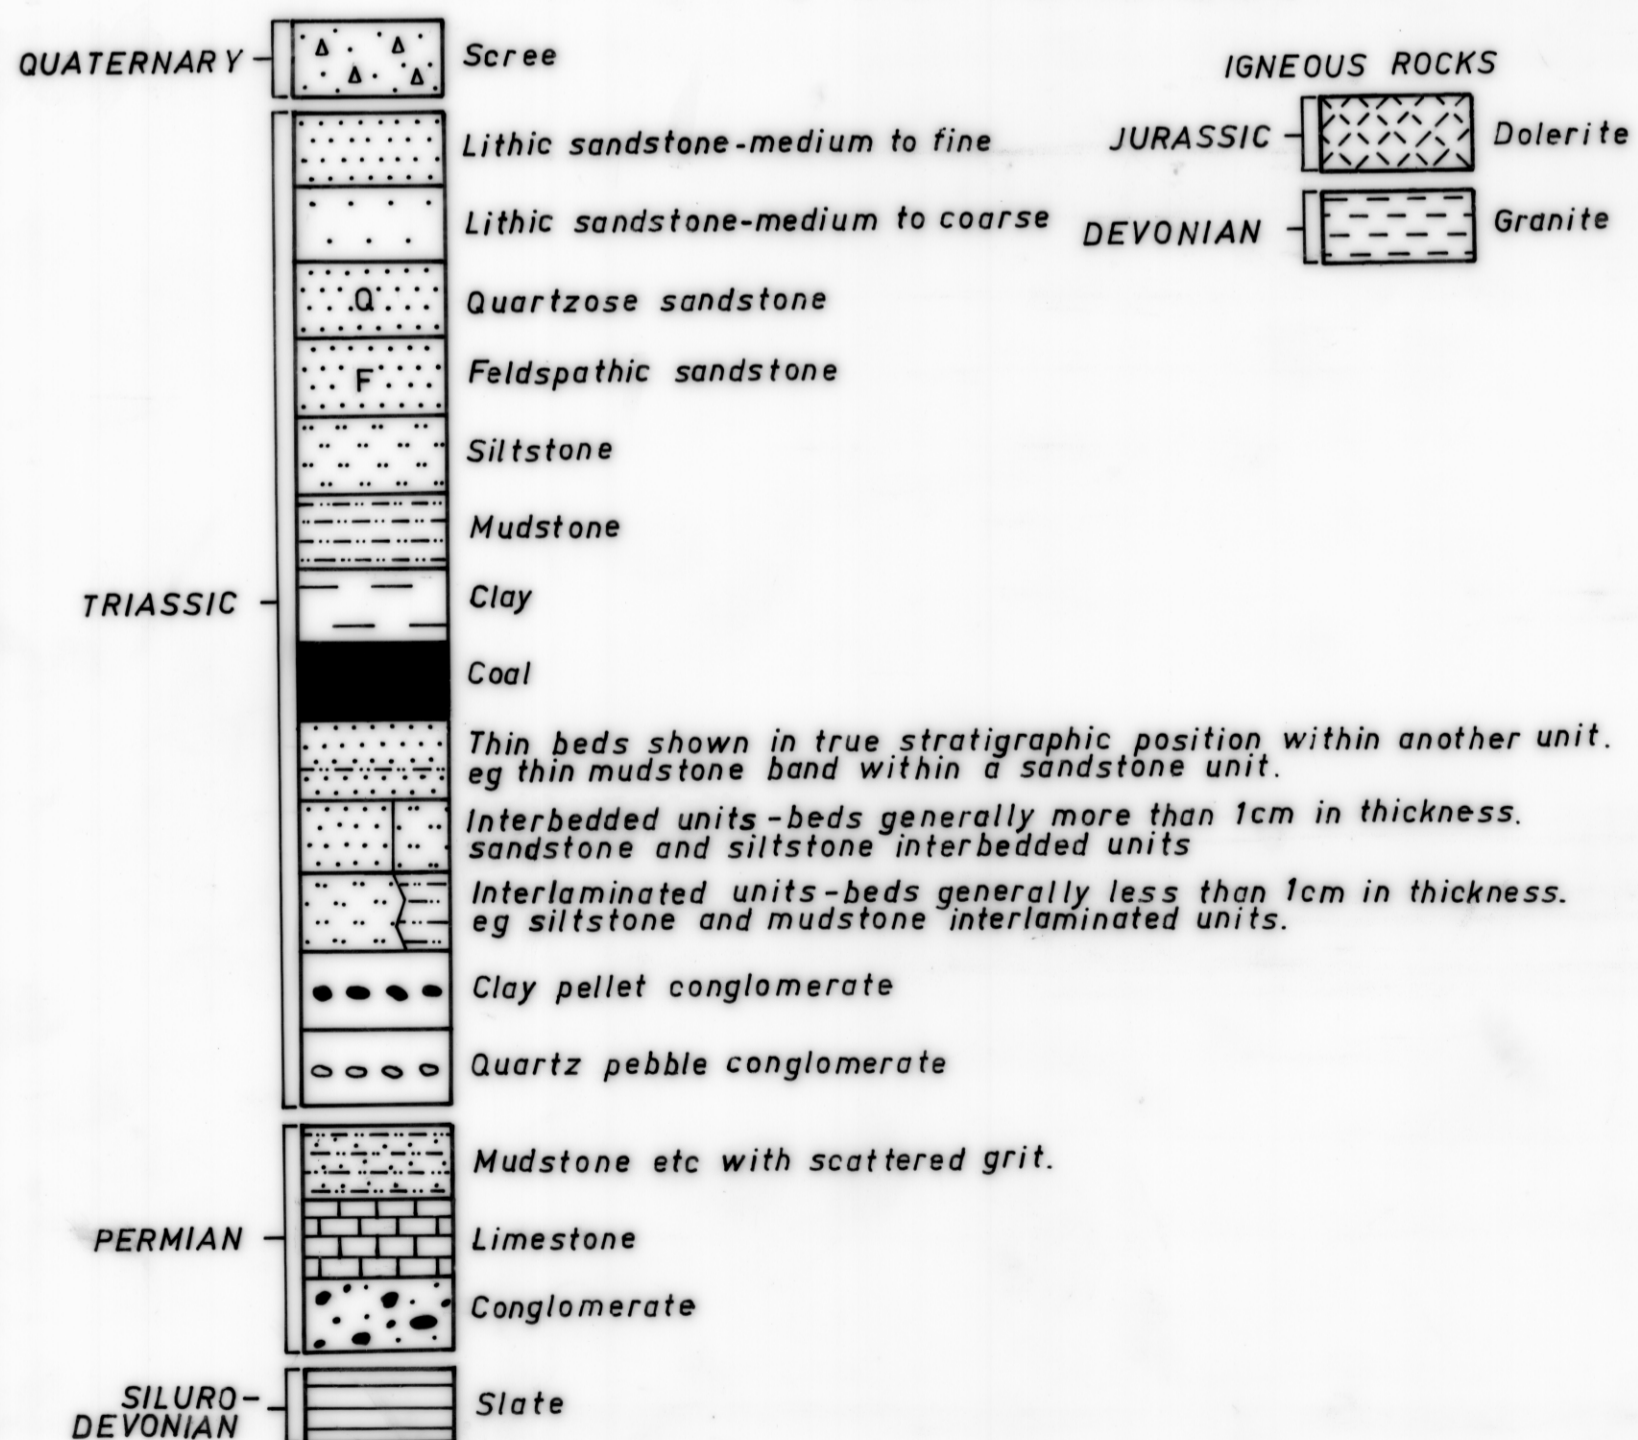 QUATERNARY
Scree
Lithic sandstone-medium to fine
Lithic sandstone-medium to coarse
Q
Quartzose sandstone
F
Feldspathic sandstone
Siltstone
Mudstone
TRIASSIC
Clay
Coal
Thin beds shown in true stratigraphic position within another unit.
eg thin mudstone band within a sandstone unit.
Interbedded units-beds generally more than 1cm in thickness.
sandstone and siltstone interbedded units
Interlaminated units-beds generally less than 1cm in thickness.
eg siltstone and mudstone interlaminated units.
Clay pellet conglomerate
Quartz pebble conglomerate
Mudstone etc with scattered grit.
PERMIAN
Limestone
Conglomerate
SILURO-
DEVONIAN
Slate
IGNEOUS ROCKS
JURASSIC
Dolerite
DEVONIAN
Granite